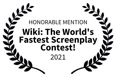 HONORABLE MENTION
Wiki: The World's
Fastest Screenplay
Contest!
2021